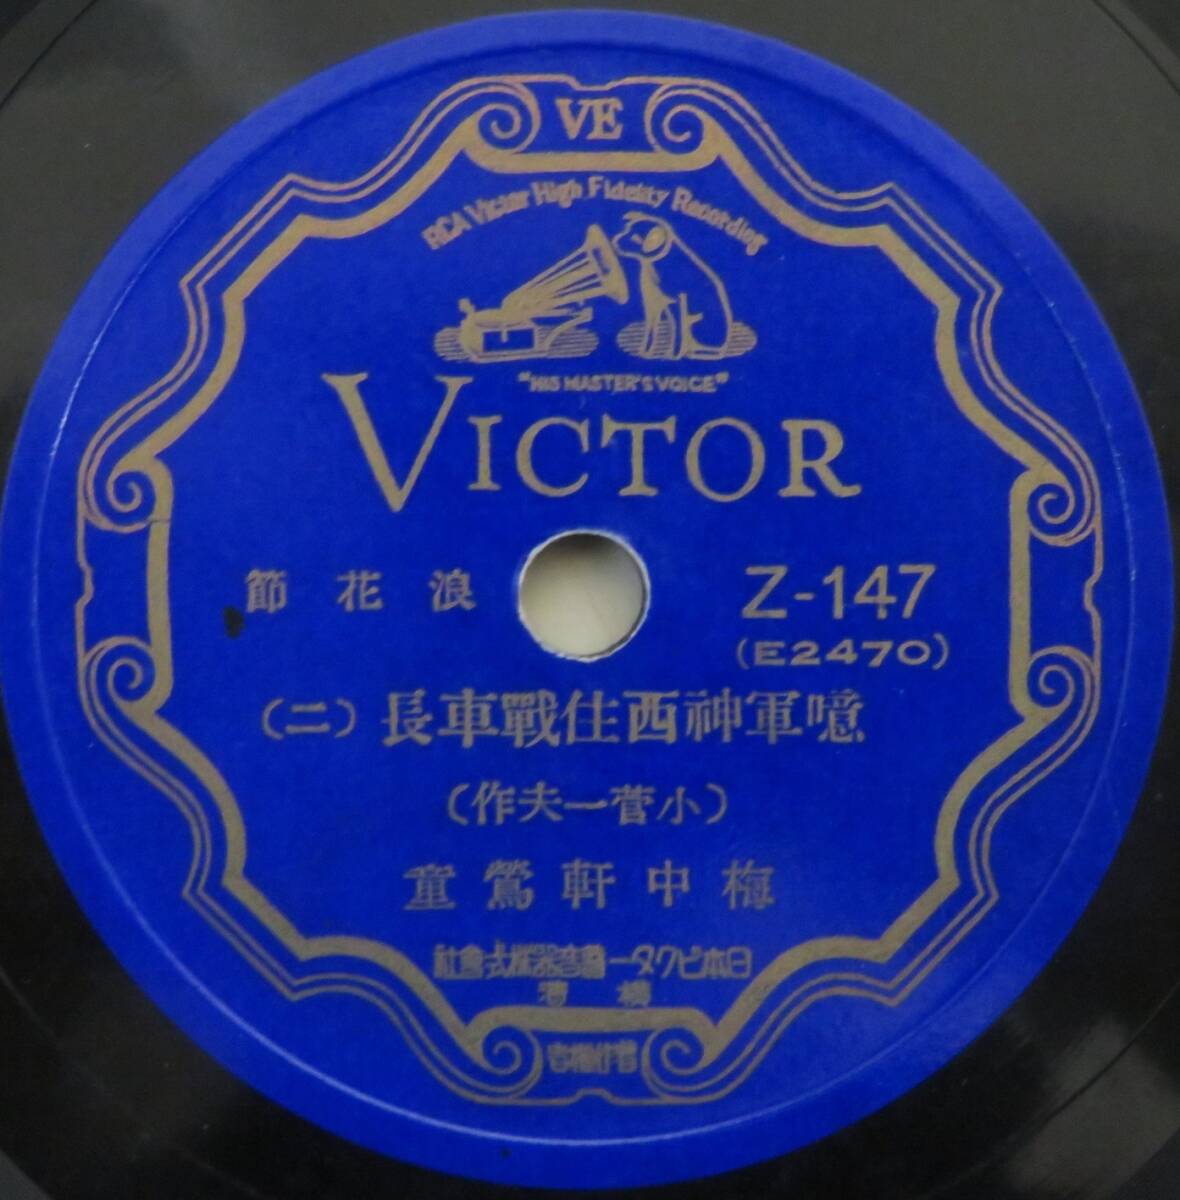 VE
RCA Victor High Fidelity Recording
"HIS MASTER'S VOICE"
VICTOR
節花浪
Z-147
(E2470)
(二) 長車戰住西神軍噫
(作夫一菅小)
童鶯軒中梅
社會式株器音蓄ータクビ本日
濱橫